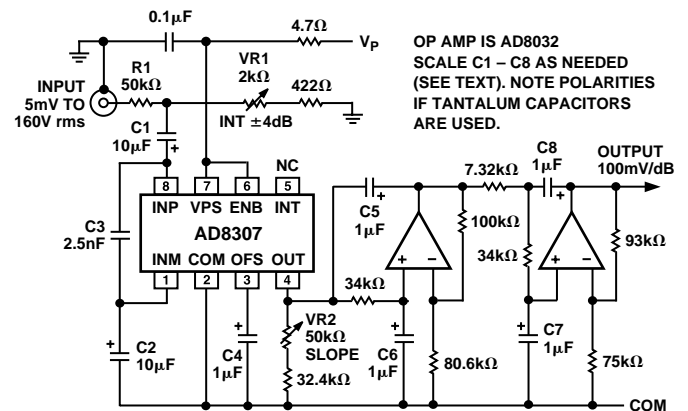 0.1µF
4.7Ω
VP
INPUT
5mV TO
160V rms
R1
50kΩ
VR1
2kΩ
422Ω
INT ±4dB
OP AMP IS AD8032
SCALE C1 – C8 AS NEEDED
(SEE TEXT). NOTE POLARITIES
IF TANTALUM CAPACITORS
ARE USED.
C1
10µF
+
NC
8
7
6
5
INP
VPS
ENB
INT
AD8307
INM
COM
OFS
OUT
1
2
3
4
C3
2.5nF
+
C2
10µF
+
C4
1µF
VR2
50kΩ
SLOPE
32.4kΩ
C5
1µF
+
34kΩ
+
C6
1µF
+ –
100kΩ
80.6kΩ
7.32kΩ
C8
1µF
+
34kΩ
+
C7
1µF
+ –
93kΩ
75kΩ
OUTPUT
100mV/dB
COM